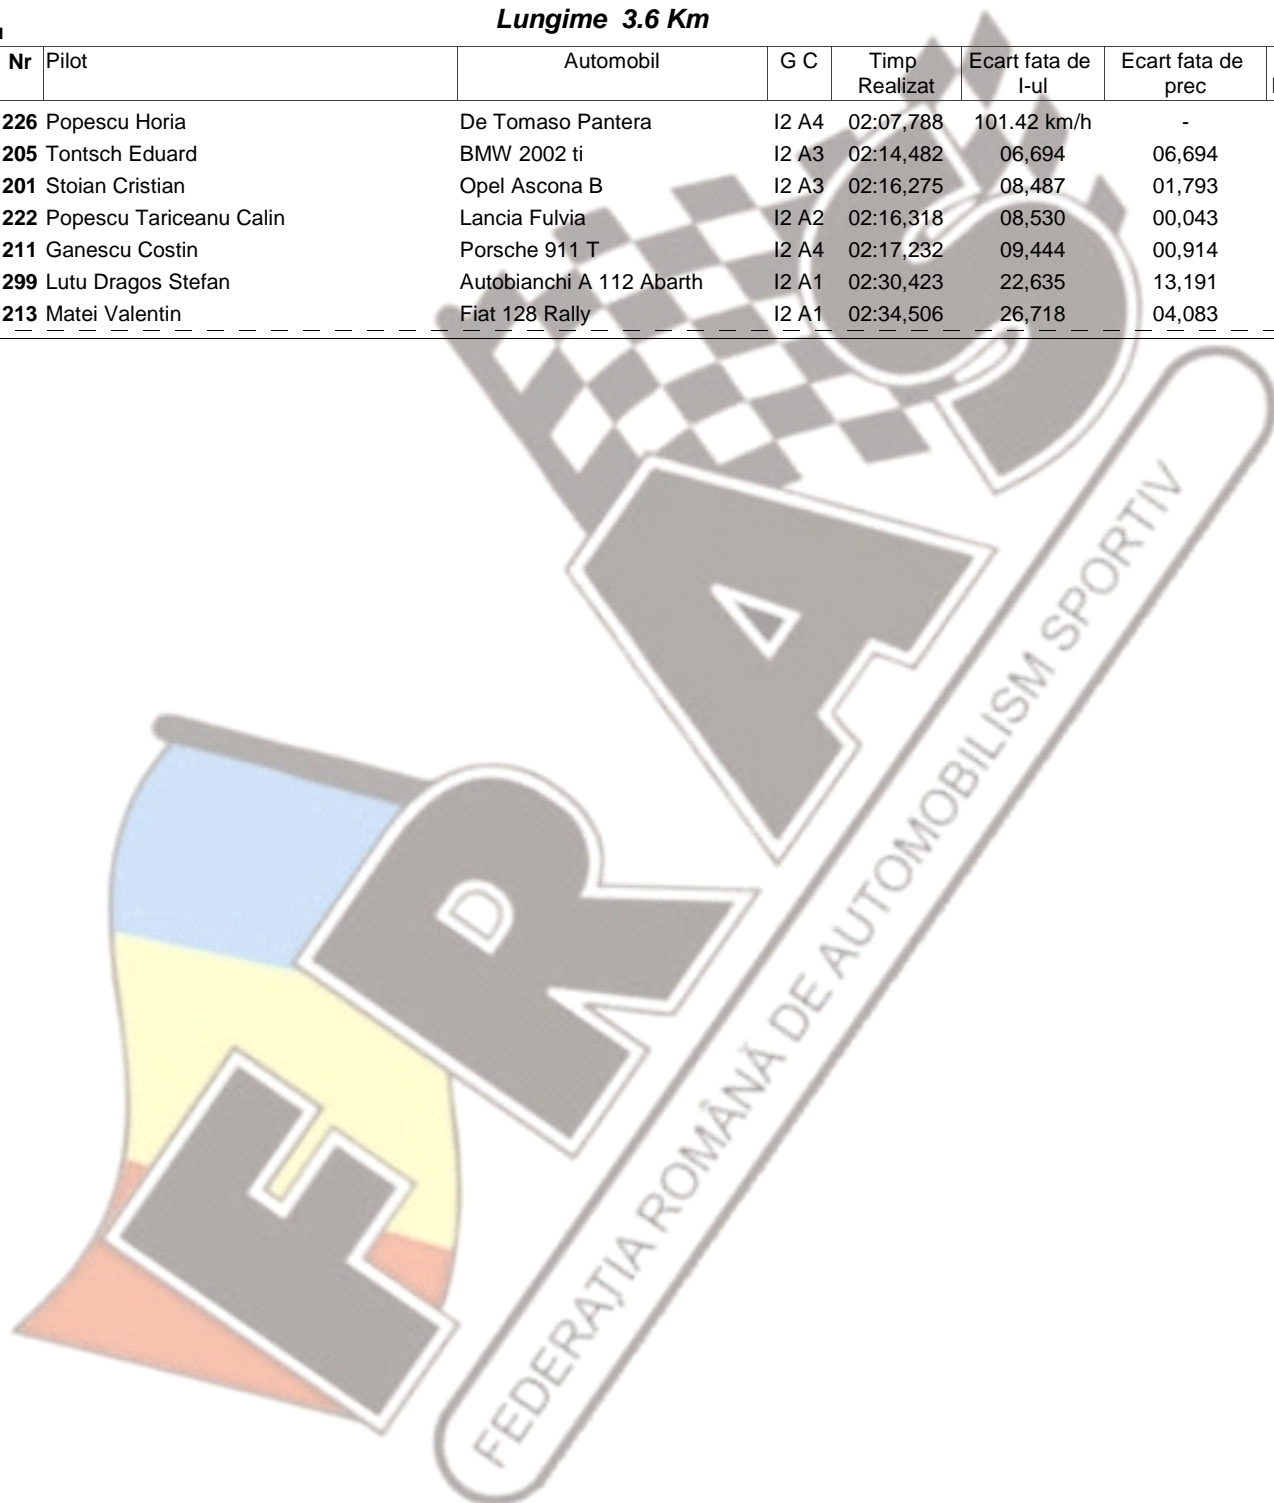 Lungime 3.6 Km
Nr Pilot Automobil G C Timp Realizat Ecart fata de I-ul Ecart fata de prec
226 Popescu Horia De Tomaso Pantera I2 A4 02:07,788 101.42 km/h -
205 Tontsch Eduard BMW 2002 ti I2 A3 02:14,482 06,694 06,694
201 Stoian Cristian Opel Ascona B I2 A3 02:16,275 08,487 01,793
222 Popescu Tariceanu Calin Lancia Fulvia I2 A2 02:16,318 08,530 00,043
211 Ganescu Costin Porsche 911 T I2 A4 02:17,232 09,444 00,914
299 Lutu Dragos Stefan Autobianchi A 112 Abarth I2 A1 02:30,423 22,635 13,191
213 Matei Valentin Fiat 128 Rally I2 A1 02:34,506 26,718 04,083
FRAS
FEDERAȚIA ROMÂNĂ DE AUTOMOBILISM SPORTIV